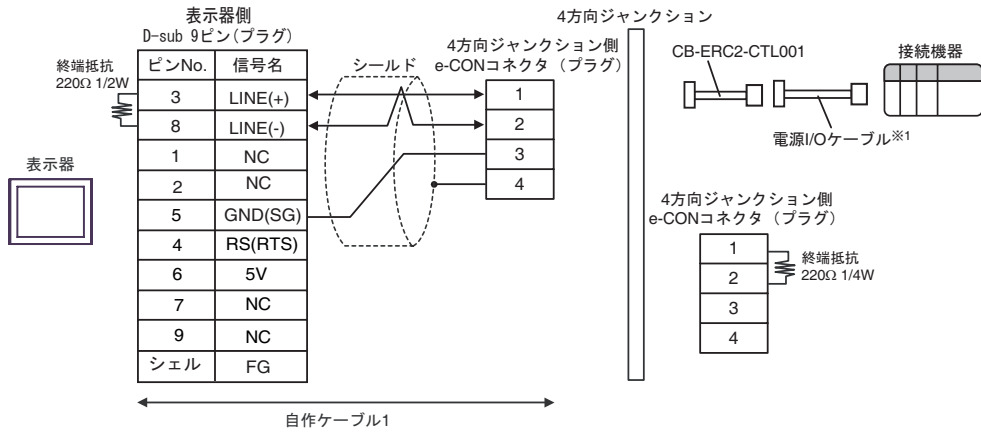 表示器側
D-sub 9ピン(プラグ)
終端抵抗
220Ω 1/2W
表示器
ピンNo. 信号名
3 LINE(+)
8 LINE(-)
1 NC
2 NC
5 GND(SG)
4 RS(RTS)
6 5V
7 NC
9 NC
シェル FG
シールド
4方向ジャンクション側
e-CONコネクタ（プラグ）
1
2
3
4
自作ケーブル1
4方向ジャンクション
CB-ERC2-CTL001
接続機器
電源I/Oケーブル※1
4方向ジャンクション側
e-CONコネクタ（プラグ）
1
2
3
4
終端抵抗
220Ω 1/4W